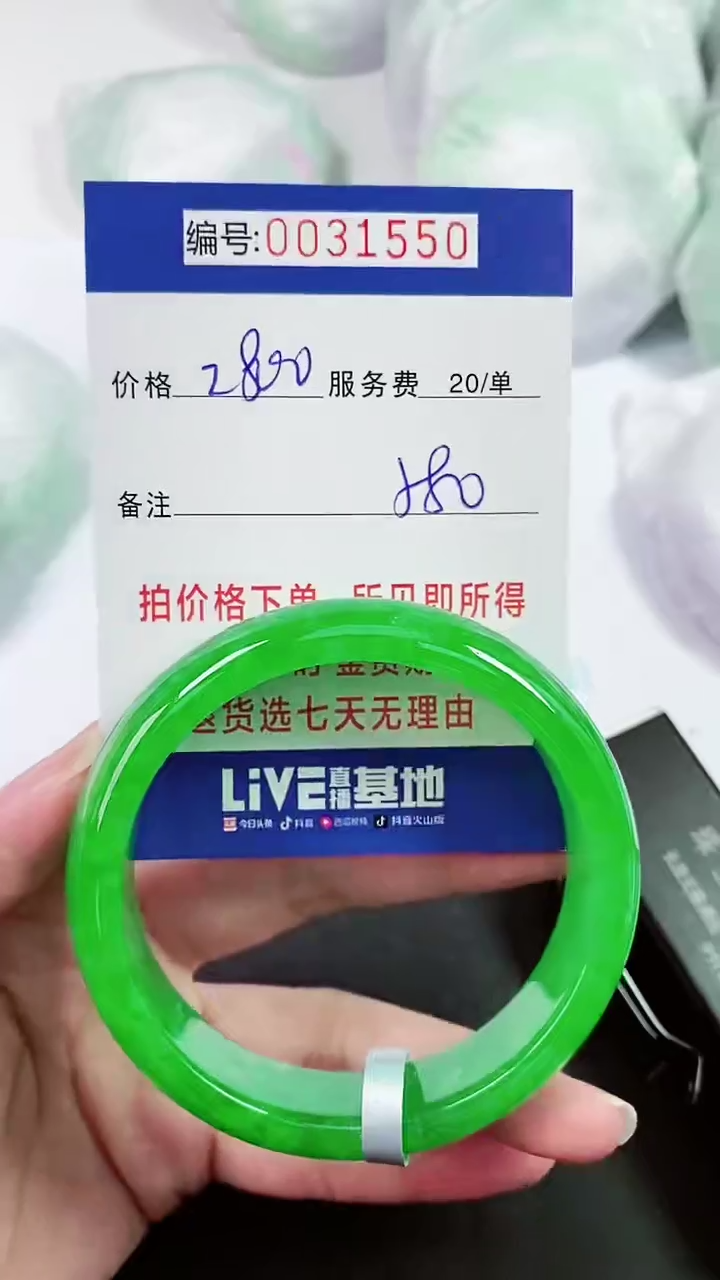 编号:0031550
价格 2800 服务费 20/单
备注
拍价格下单 所见即所得
退货选七天无理由
LiVE直播基地
今日头条 抖音 西瓜视频 抖音火山版